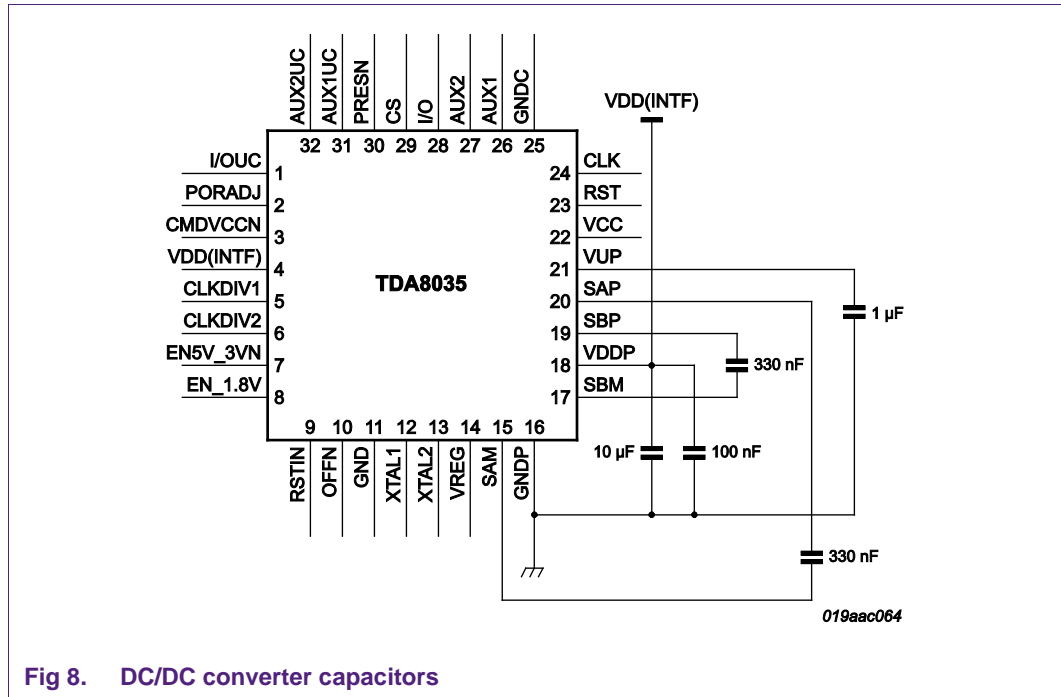 AUX2UC
AUX1UC
PRESN
CS
I/O
AUX2
AUX1
GNDC
VDD(INTF)
32 31 30 29 28 27 26 25
I/OUC 1
PORADJ 2
CMDVCCN 3
VDD(INTF) 4
CLKDIV1 5
CLKDIV2 6
EN5V_3VN 7
EN_1.8V 8
TDA8035
24 CLK
23 RST
22 VCC
21 VUP
20 SAP
19 SBP
18 VDDP
17 SBM
1 µF
330 nF
9 10 11 12 13 14 15 16
RSTIN
OFFN
GND
XTAL1
XTAL2
VREG
SAM
GNDP
10 µF
100 nF
330 nF
019aac064
Fig 8. DC/DC converter capacitors